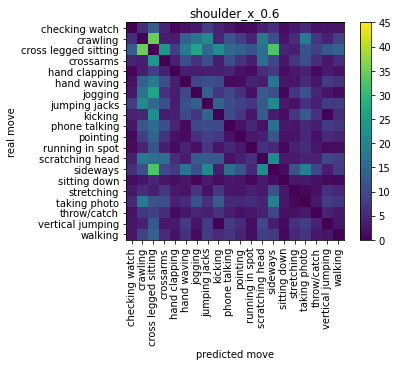 shoulder_x_0.6
checking watch
crawling
cross legged sitting
crossarms
hand clapping
hand waving
jogging
jumping jacks
kicking
phone talking
pointing
running in spot
scratching head
sideways
sitting down
stretching
taking photo
throw/catch
vertical jumping
walking
real move
checking watch
crawling
cross legged sitting
crossarms
hand clapping
hand waving
jogging
jumping jacks
kicking
phone talking
pointing
running in spot
scratching head
sideways
sitting down
stretching
taking photo
throw/catch
vertical jumping
walking
predicted move
45
40
35
30
25
20
15
10
5
0